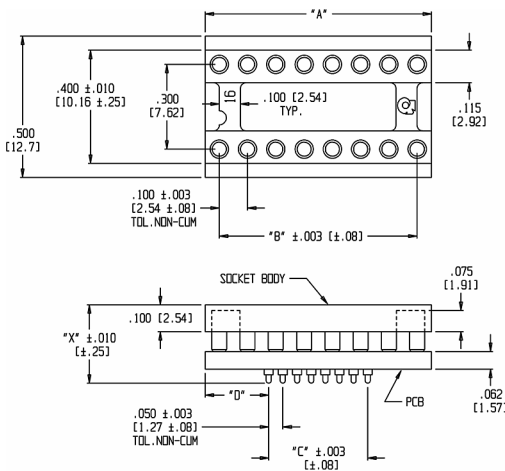 "A"
.400 ±.010
[10.16 ±.25]
.300
[7.62]
16
.100 [2.54]
TYP.
.115
[2.92]
.500
[12.7]
.100 ±.003
[2.54 ±.08]
TOL.NON-CUM
"B" ±.003 [±.08]
SOCKET BODY
.075
[1.91]
.100 [2.54]
"X" ±.010
[±.25]
"D"
PCB
.062
[1.57]
.050 ±.003
[1.27 ±.08]
TOL.NON-CUM
"C" ±.003
[±.08]